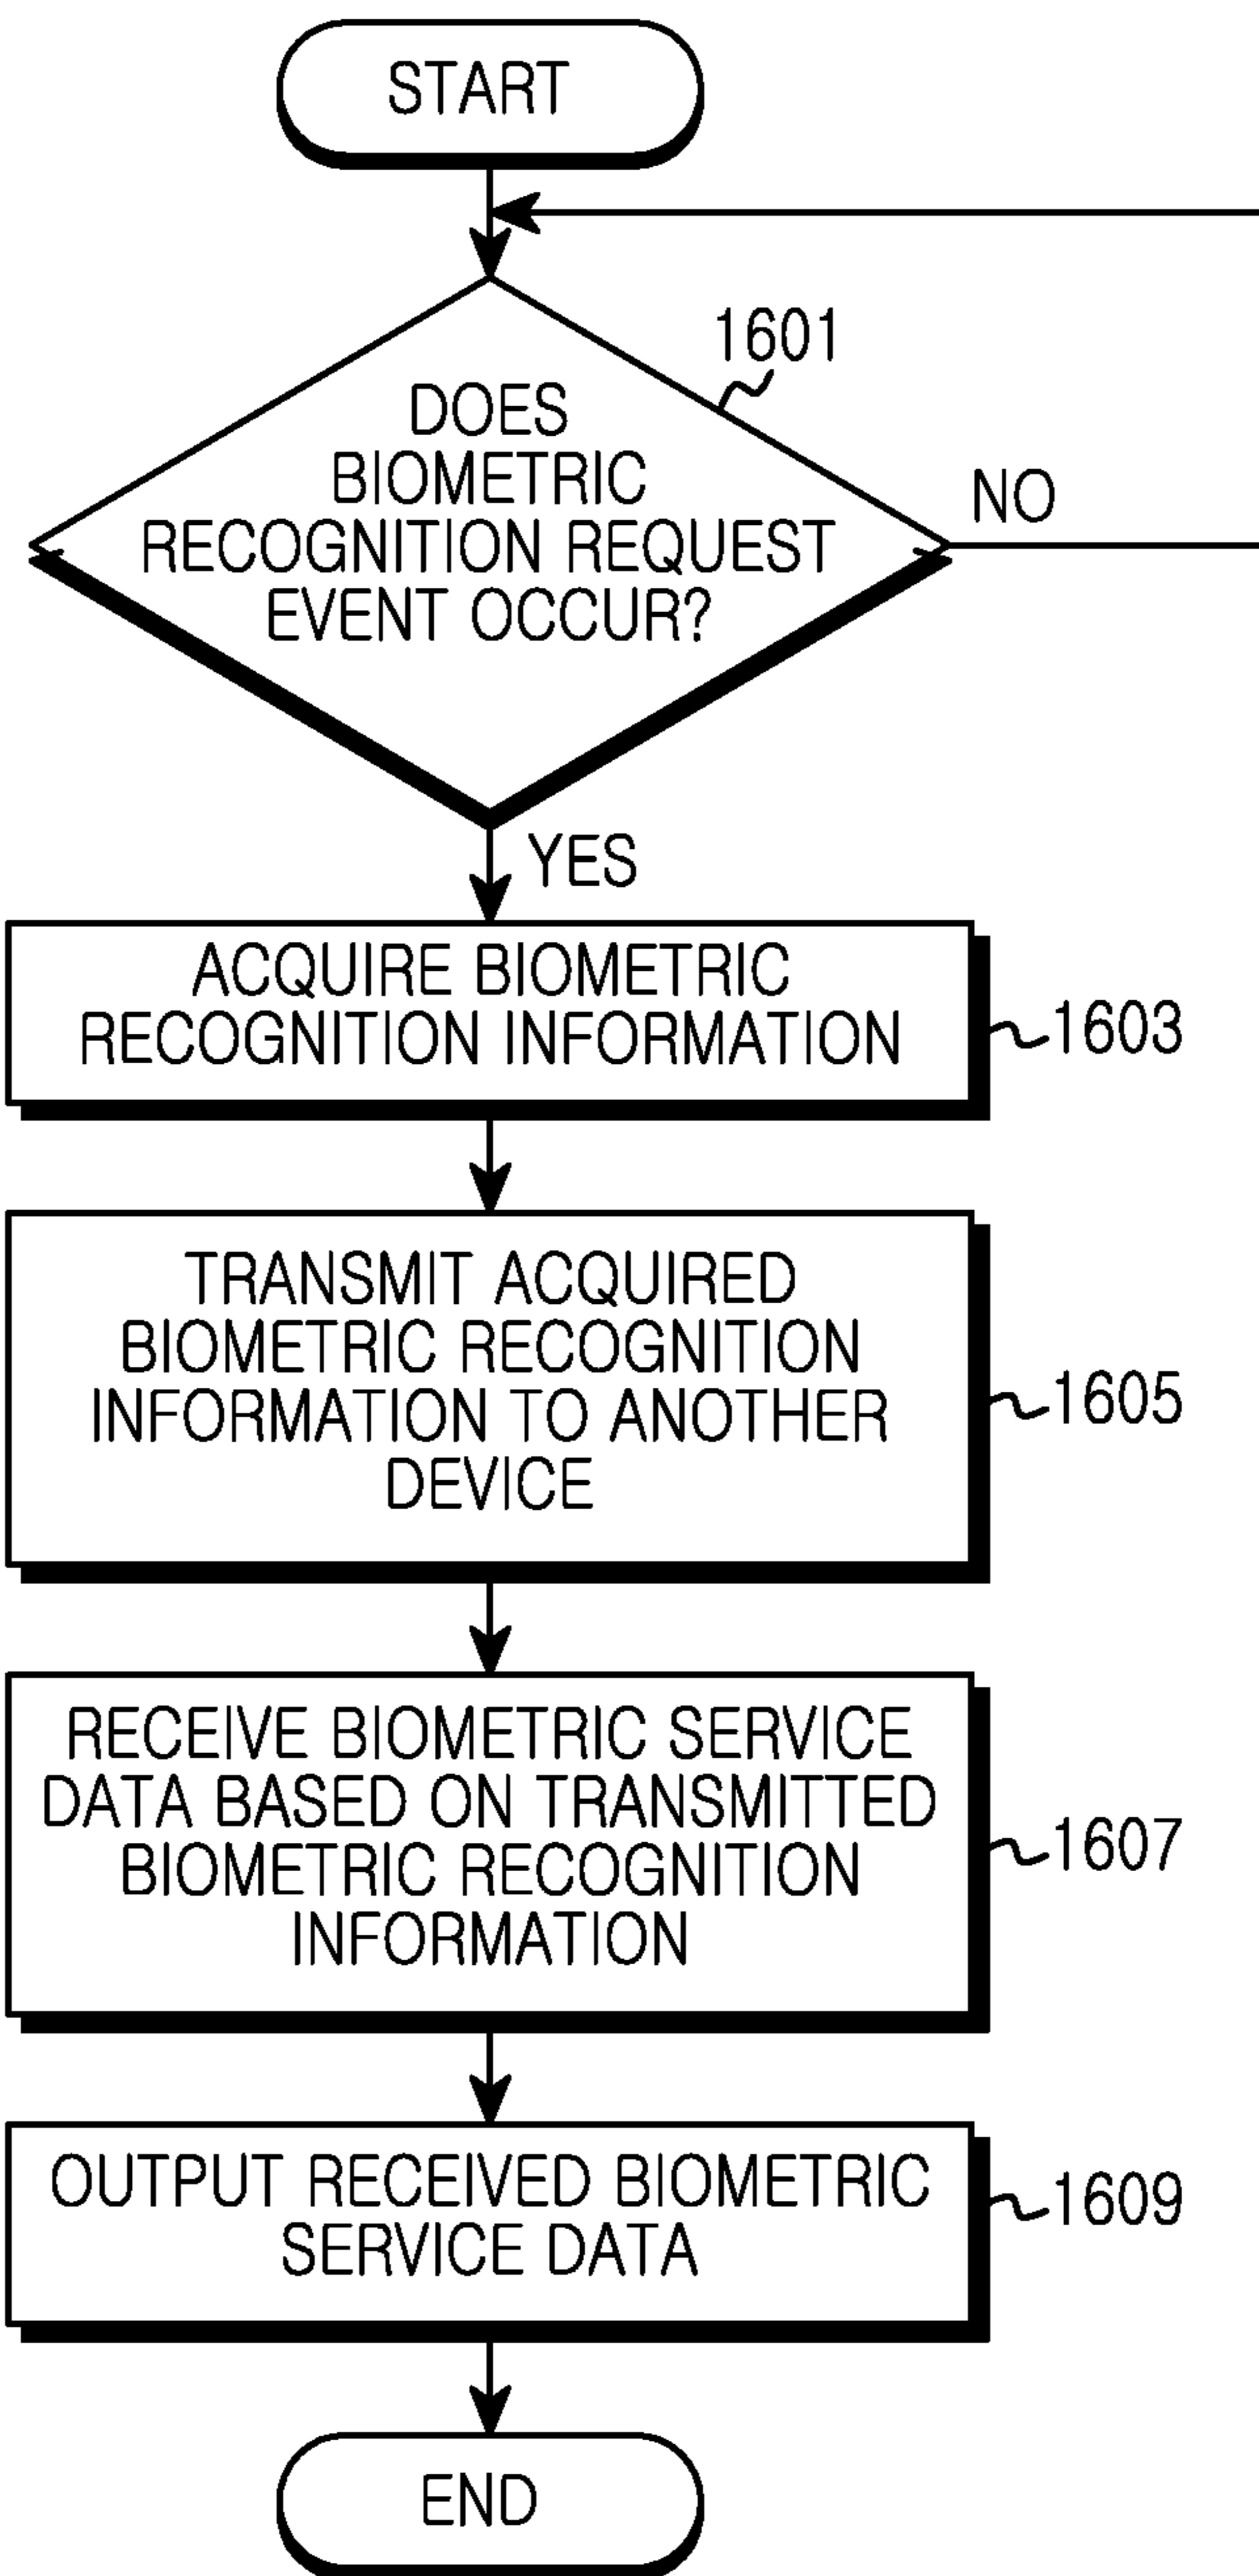 START
1601
DOES
BIOMETRIC
RECOGNITION REQUEST
EVENT OCCUR?
NO
YES
ACQUIRE BIOMETRIC
RECOGNITION INFORMATION
1603
TRANSMIT ACQUIRED
BIOMETRIC RECOGNITION
INFORMATION TO ANOTHER
DEVICE
1605
RECEIVE BIOMETRIC SERVICE
DATA BASED ON TRANSMITTED
BIOMETRIC RECOGNITION
INFORMATION
1607
OUTPUT RECEIVED BIOMETRIC
SERVICE DATA
1609
END